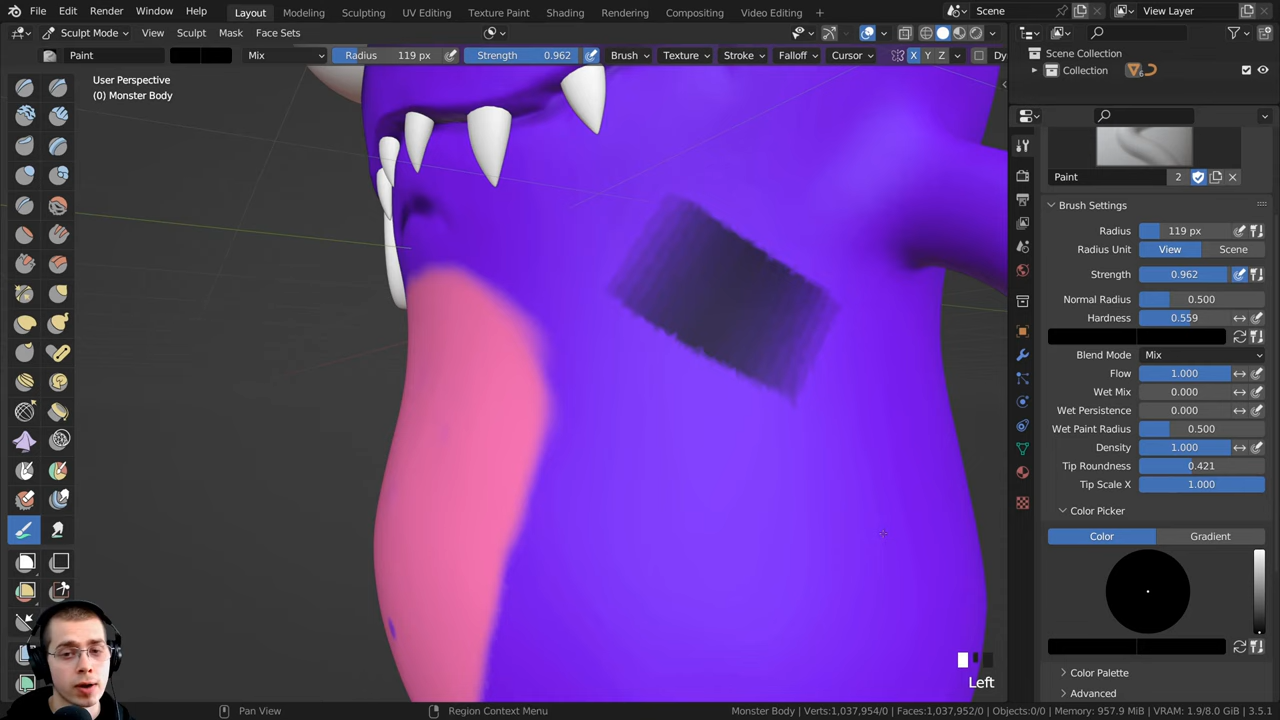 File Edit Render Window Help Layout Modeling Sculpting UV Editing Texture Paint Shading Rendering Compositing Video Editing + Scene View Layer
Sculpt Mode View Sculpt Mask Face Sets
Paint Mix Radius 119 px Strength 0.962 Brush Texture Stroke Falloff Cursor X Y Z Dy
User Perspective
(0) Monster Body
Scene Collection
Collection 6
Paint 2
Brush Settings
Radius 119 px
Radius Unit View Scene
Strength 0.962
Normal Radius 0.500
Hardness 0.559
Blend Mode Mix
Flow 1.000
Wet Mix 0.000
Wet Persistence 0.000
Wet Paint Radius 0.500
Density 1.000
Tip Roundness 0.421
Tip Scale X 1.000
Color Picker
Color Gradient
Color Palette
Advanced
Left
Pan View Region Context Menu Monster Body | Verts:1,037,954/0 | Faces:1,037,952/0 | Objects:0/0 | Memory: 957.9 MiB | VRAM: 1.9/8.0 GiB | 3.5.1